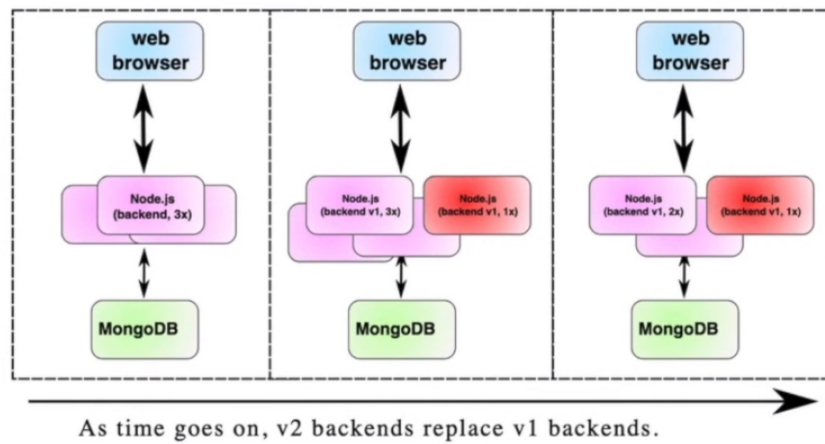 web
browser
Node.js
(backend, 3x)
MongoDB
web
browser
Node.js
(backend v1, 3x)
Node.js
(backend v1, 1x)
MongoDB
web
browser
Node.js
(backend v1, 2x)
Node.js
(backend v1, 1x)
MongoDB
As time goes on, v2 backends replace v1 backends.